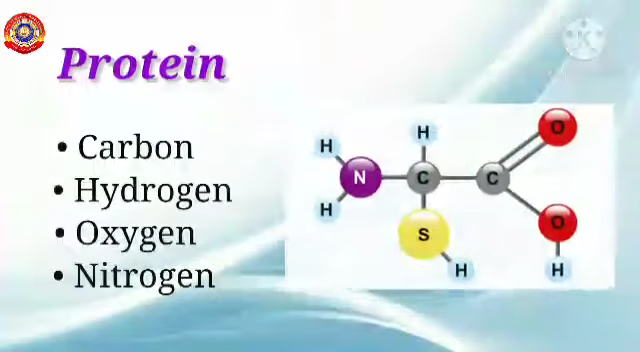 Protein
• Carbon
• Hydrogen
• Oxygen
• Nitrogen
H
H
O
N
C
C
H
S
O
H
H